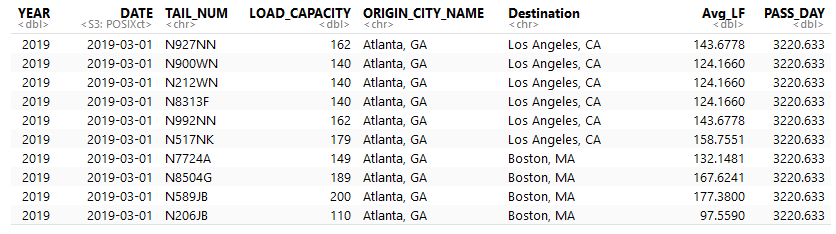 YEAR DATE TAIL_NUM LOAD_CAPACITY ORIGIN_CITY_NAME Destination Avg_LF PASS_DAY
<dbl> <S3: POSIXct> <chr> <dbl> <chr> <chr> <dbl> <dbl>
2019 2019-03-01 N927NN 162 Atlanta, GA Los Angeles, CA 143.6778 3220.633
2019 2019-03-01 N900WN 140 Atlanta, GA Los Angeles, CA 124.1660 3220.633
2019 2019-03-01 N212WN 140 Atlanta, GA Los Angeles, CA 124.1660 3220.633
2019 2019-03-01 N8313F 140 Atlanta, GA Los Angeles, CA 124.1660 3220.633
2019 2019-03-01 N992NN 162 Atlanta, GA Los Angeles, CA 143.6778 3220.633
2019 2019-03-01 N517NK 179 Atlanta, GA Los Angeles, CA 158.7551 3220.633
2019 2019-03-01 N7724A 149 Atlanta, GA Boston, MA 132.1481 3220.633
2019 2019-03-01 N8504G 189 Atlanta, GA Boston, MA 167.6241 3220.633
2019 2019-03-01 N589JB 200 Atlanta, GA Boston, MA 177.3800 3220.633
2019 2019-03-01 N206JB 110 Atlanta, GA Boston, MA 97.5590 3220.633